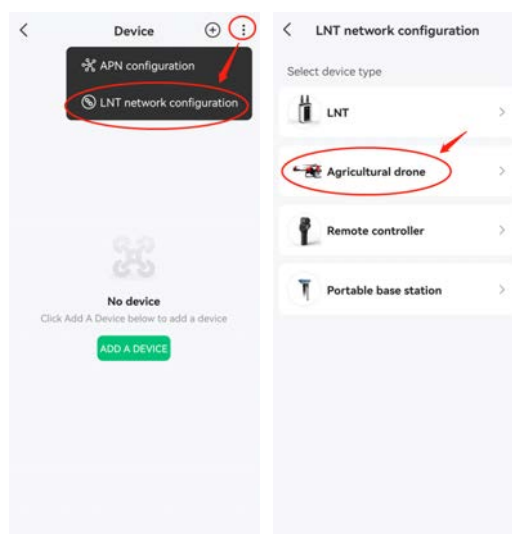 Device
APN configuration
LNT network configuration
No device
Click Add A Device below to add a device
ADD A DEVICE
LNT network configuration
Select device type
LNT
Agricultural drone
Remote controller
Portable base station